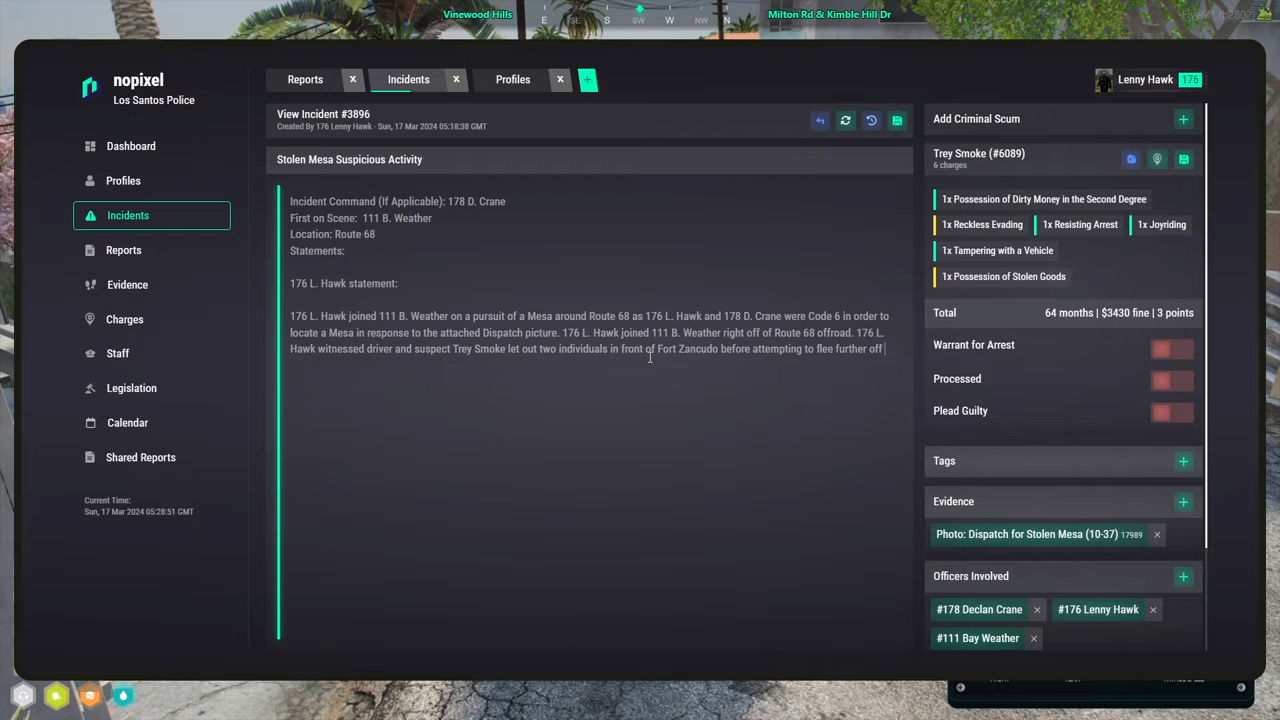 Vinewood Hills
E SE S SW W NW N
Milton Rd & Kimble Hill Dr
nopixel
Los Santos Police
Reports x
Incidents x
Profiles x
+
Lenny Hawk 176
Dashboard
Profiles
Incidents
Reports
Evidence
Charges
Staff
Legislation
Calendar
Shared Reports
Current Time:
Sun, 17 Mar 2024 05:28:51 GMT
View Incident #3896
Created By 176 Lenny Hawk · Sun, 17 Mar 2024 05:18:38 GMT
Stolen Mesa Suspicious Activity
Incident Command (If Applicable): 178 D. Crane
First on Scene: 111 B. Weather
Location: Route 68
Statements:
176 L. Hawk statement:
176 L. Hawk joined 111 B. Weather on a pursuit of a Mesa around Route 68 as 176 L. Hawk and 178 D. Crane were Code 6 in order to
locate a Mesa in response to the attached Dispatch picture. 176 L. Hawk joined 111 B. Weather right off of Route 68 offroad. 176 L.
Hawk witnessed driver and suspect Trey Smoke let out two individuals in front of Fort Zancudo before attempting to flee further off
Add Criminal Scum +
Trey Smoke (#6089)
6 charges
1x Possession of Dirty Money in the Second Degree
1x Reckless Evading
1x Resisting Arrest
1x Joyriding
1x Tampering with a Vehicle
1x Possession of Stolen Goods
Total 64 months | $3430 fine | 3 points
Warrant for Arrest
Processed
Plead Guilty
Tags +
Evidence +
Photo: Dispatch for Stolen Mesa (10-37) 17989 ×
Officers Involved +
#178 Declan Crane ×
#176 Lenny Hawk ×
#111 Bay Weather ×